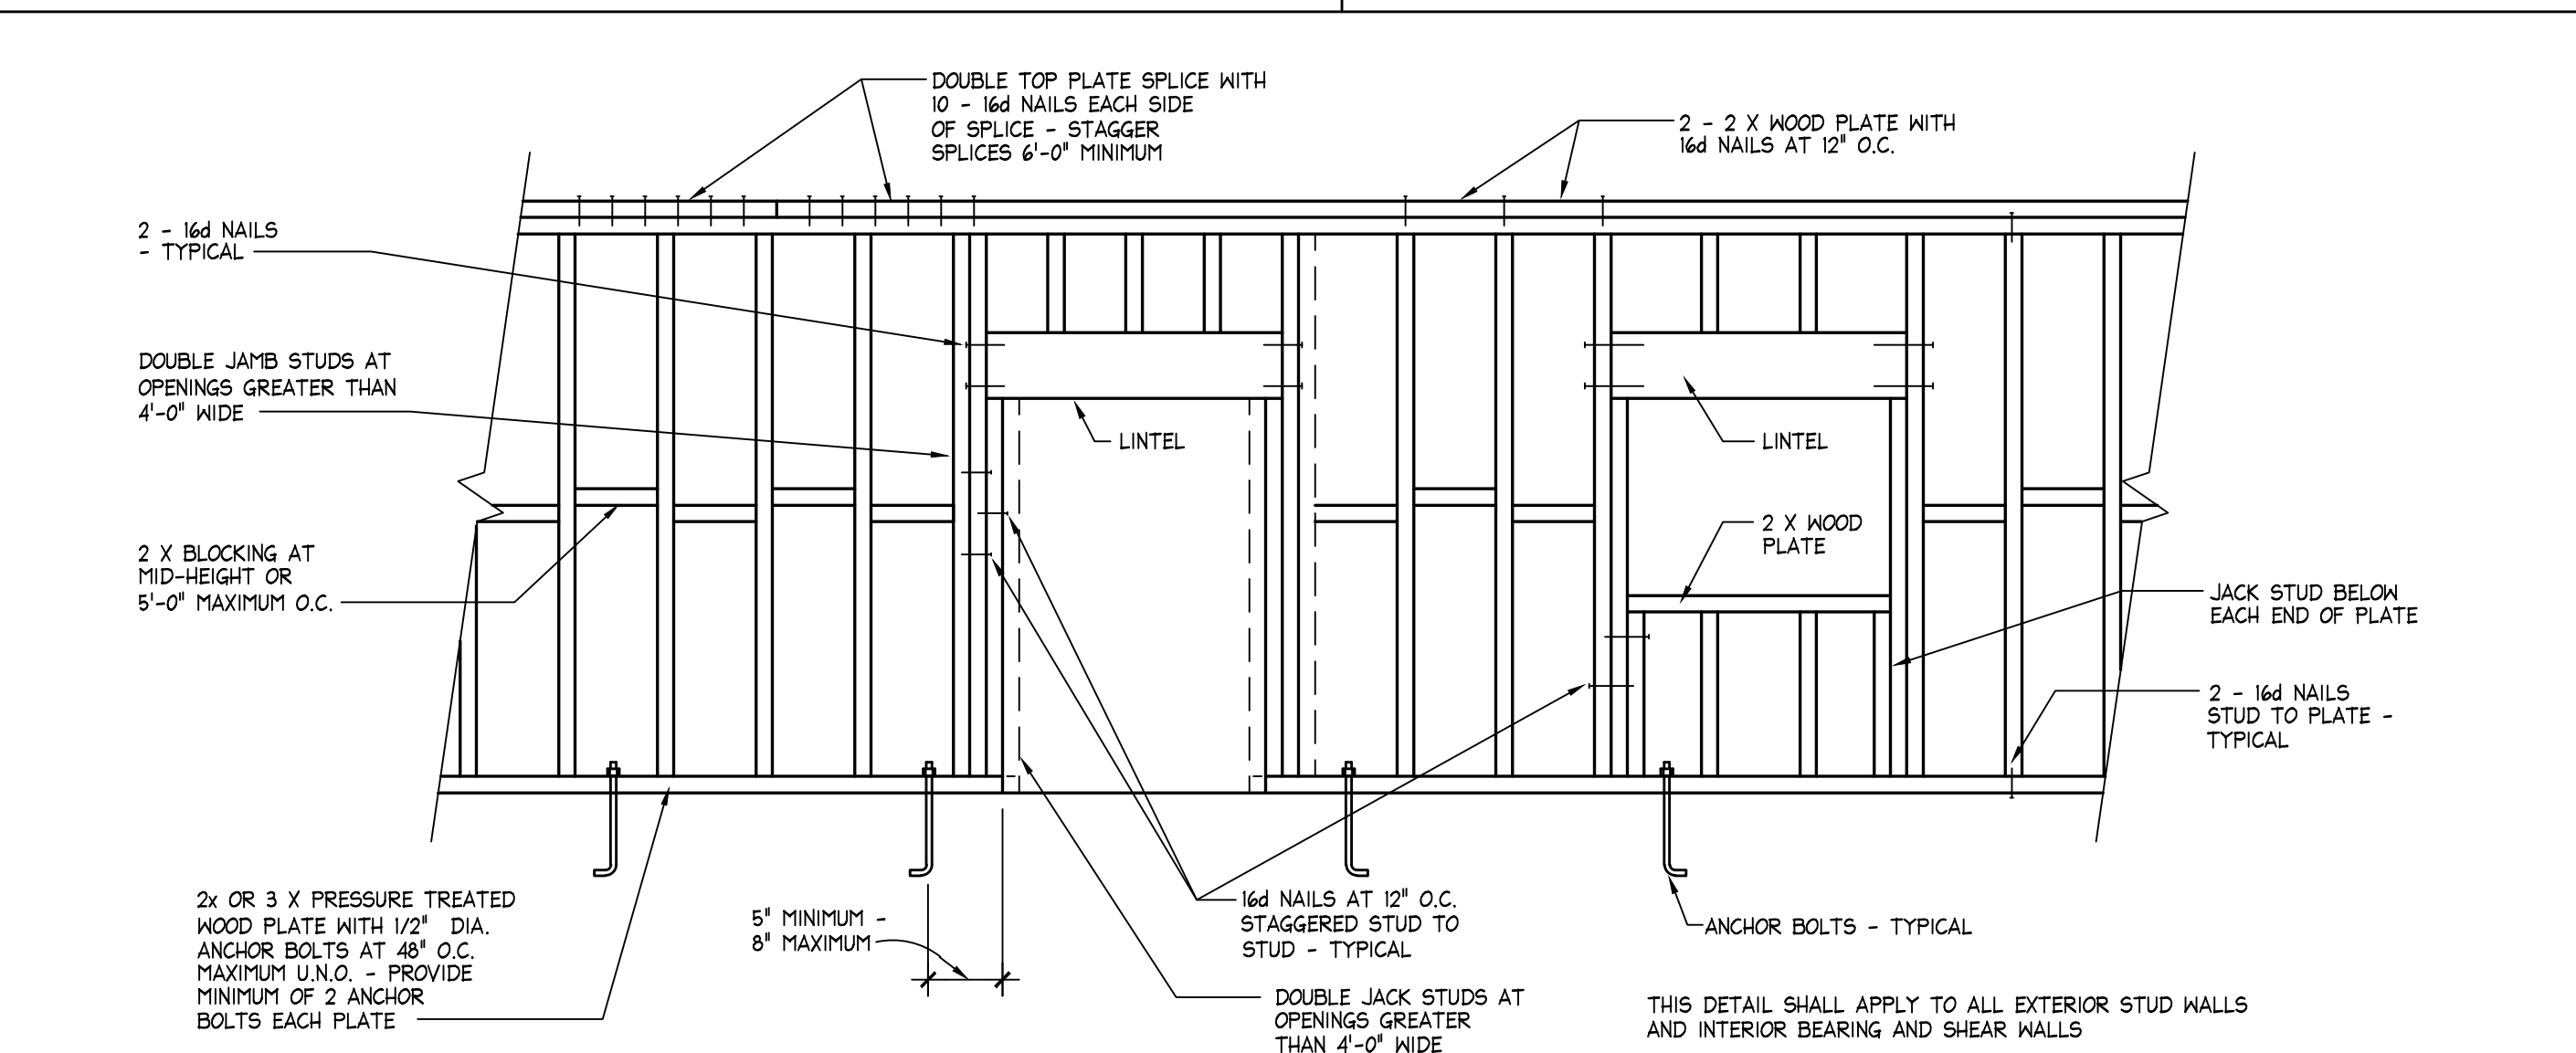 DOUBLE TOP PLATE SPLICE WITH
10 - 16d NAILS EACH SIDE
OF SPLICE - STAGGER
SPLICES 6'-0" MINIMUM
2 - 2 X WOOD PLATE WITH
16d NAILS AT 12" O.C.
2 - 16d NAILS
- TYPICAL
DOUBLE JAMB STUDS AT
OPENINGS GREATER THAN
4'-0" WIDE
LINTEL
LINTEL
2 X WOOD
PLATE
2 X BLOCKING AT
MID-HEIGHT OR
5'-0" MAXIMUM O.C.
JACK STUD BELOW
EACH END OF PLATE
2 - 16d NAILS
STUD TO PLATE -
TYPICAL
2x OR 3 X PRESSURE TREATED
WOOD PLATE WITH 1/2" DIA.
ANCHOR BOLTS AT 48" O.C.
MAXIMUM U.N.O. - PROVIDE
MINIMUM OF 2 ANCHOR
BOLTS EACH PLATE
5" MINIMUM -
8" MAXIMUM
16d NAILS AT 12" O.C.
STAGGERED STUD TO
STUD - TYPICAL
ANCHOR BOLTS - TYPICAL
DOUBLE JACK STUDS AT
OPENINGS GREATER
THAN 4'-0" WIDE
THIS DETAIL SHALL APPLY TO ALL EXTERIOR STUD WALLS
AND INTERIOR BEARING AND SHEAR WALLS